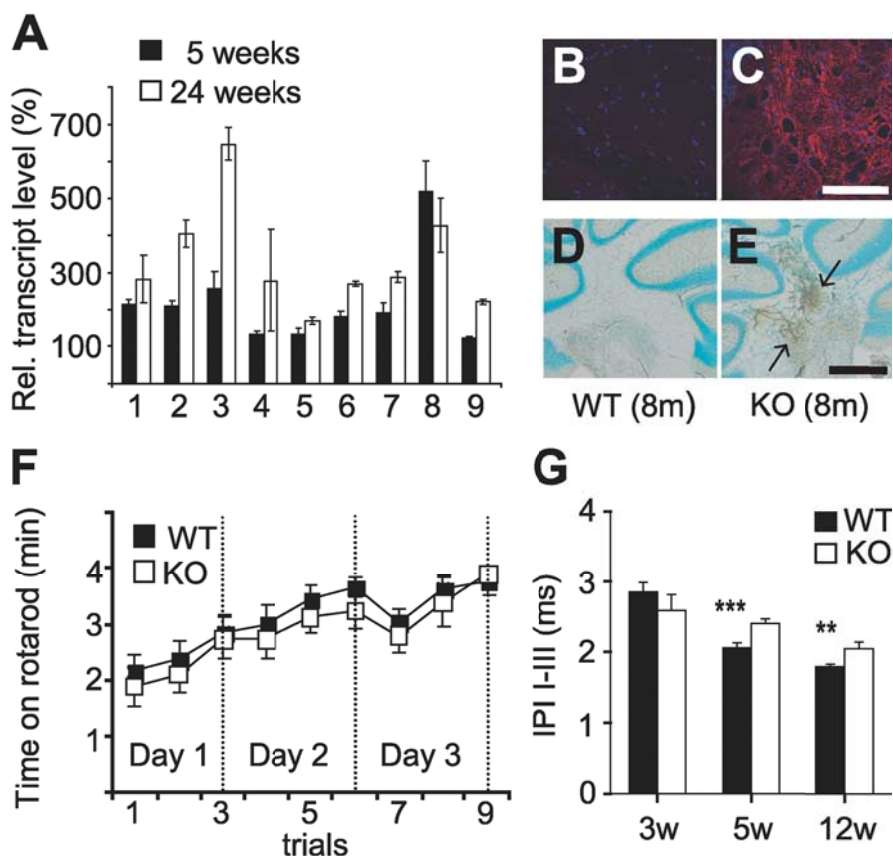 A
5 weeks
24 weeks
Rel. transcript level (%)
700
500
300
100
1 2 3 4 5 6 7 8 9
B
C
D
E
WT (8m) KO (8m)
F
WT
KO
Time on rotarod (min)
4
3
2
1
Day 1 Day 2 Day 3
1 3 5 7 9
trials
G
WT
KO
IPI I-III (ms)
4
3
2
1
0
*** **
3w 5w 12w